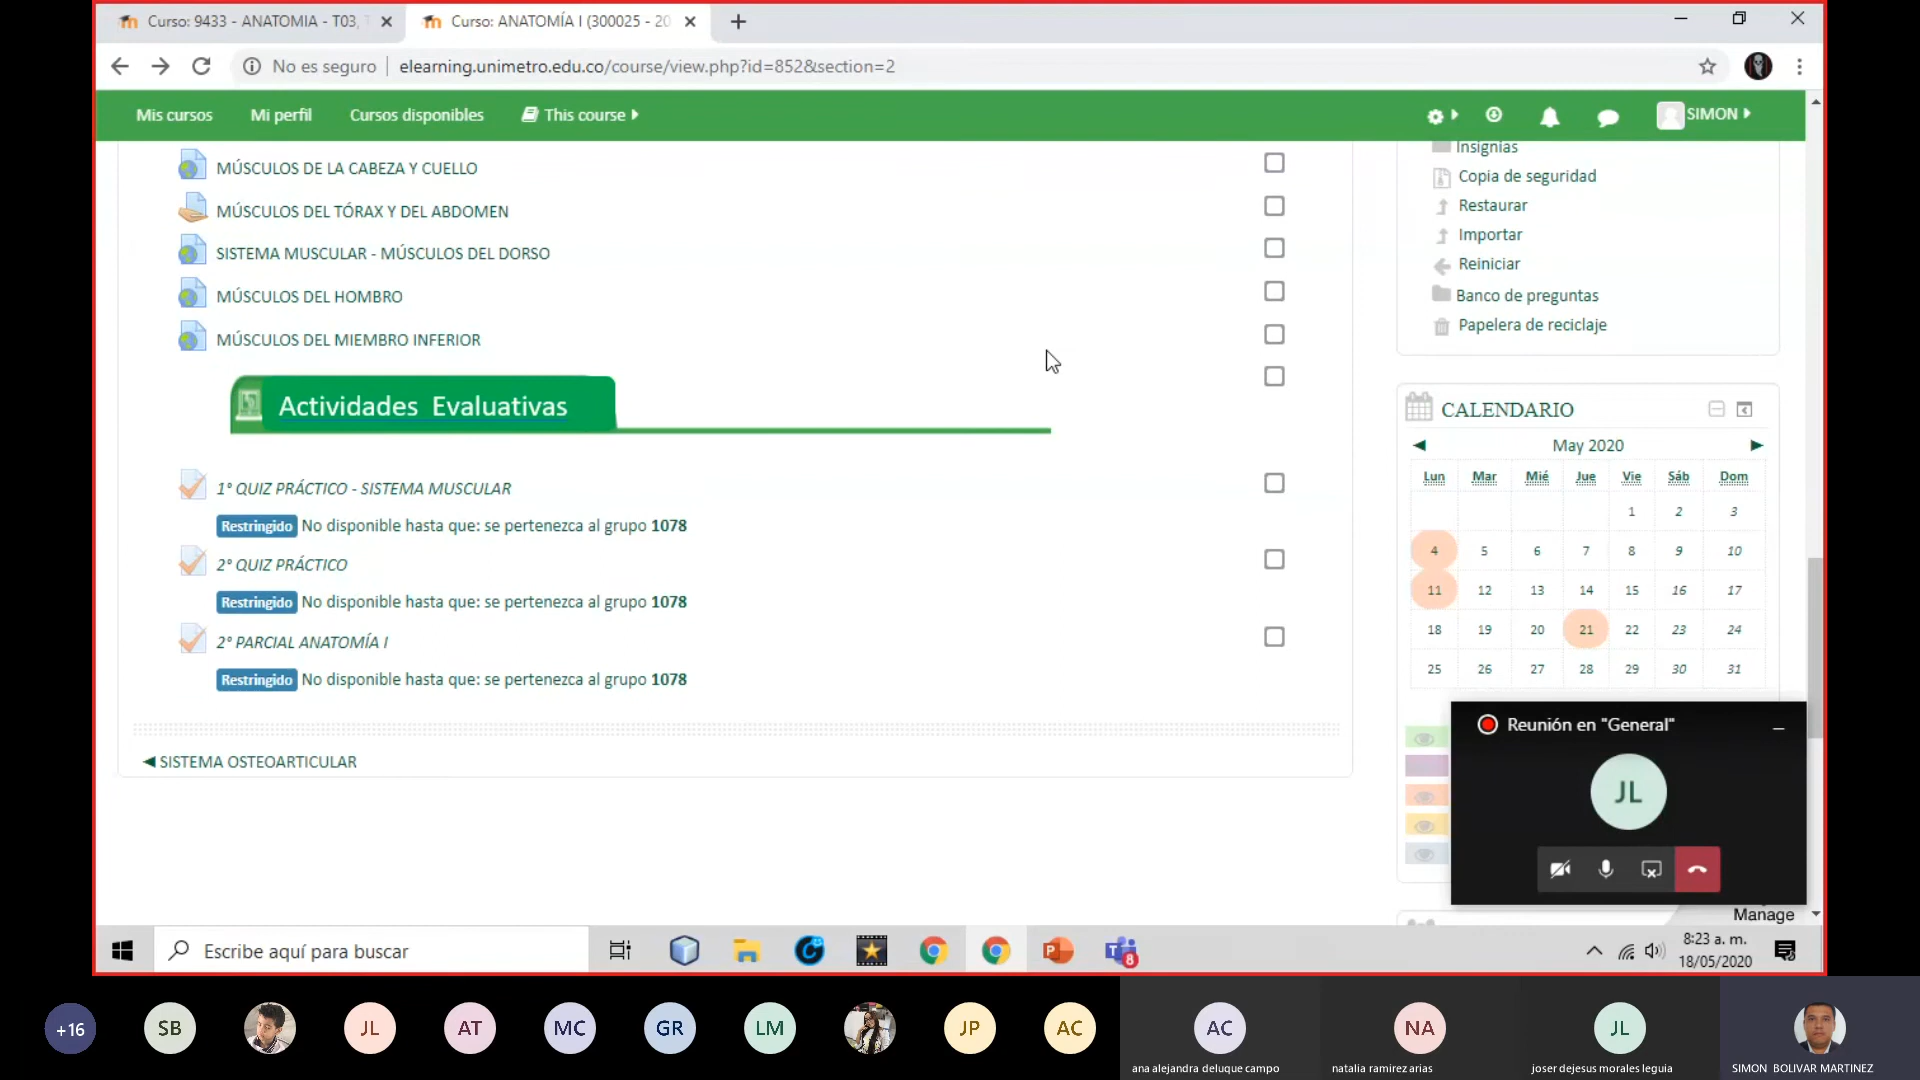 Curso: 9433 - ANATOMIA - T03,
Curso: ANATOMÍA I (300025 - 20
No es seguro
elearning.unimetro.edu.co/course/view.php?id=852&section=2
Mis cursos
Mi perfil
Cursos disponibles
This course
SIMON
MÚSCULOS DE LA CABEZA Y CUELLO
MÚSCULOS DEL TÓRAX Y DEL ABDOMEN
SISTEMA MUSCULAR - MÚSCULOS DEL DORSO
MÚSCULOS DEL HOMBRO
MÚSCULOS DEL MIEMBRO INFERIOR
Actividades Evaluativas
1° QUIZ PRÁCTICO - SISTEMA MUSCULAR
Restringido No disponible hasta que: se pertenezca al grupo 1078
2° QUIZ PRÁCTICO
Restringido No disponible hasta que: se pertenezca al grupo 1078
2° PARCIAL ANATOMÍA I
Restringido No disponible hasta que: se pertenezca al grupo 1078
SISTEMA OSTEOARTICULAR
Insignias
Copia de seguridad
Restaurar
Importar
Reiniciar
Banco de preguntas
Papelera de reciclaje
CALENDARIO
May 2020
Lun Mar Mié Jue Vie Sáb Dom
1 2 3
4 5 6 7 8 9 10
11 12 13 14 15 16 17
18 19 20 21 22 23 24
25 26 27 28 29 30 31
Reunión en "General"
JL
Manage
Escribe aquí para buscar
8
8:23 a. m.
18/05/2020
+16
SB
JL
AT
MC
GR
LM
JP
AC
AC
NA
JL
ana alejandra deluque campo
natalia ramirez arias
joser dejesus morales leguia
SIMON BOLIVAR MARTINEZ